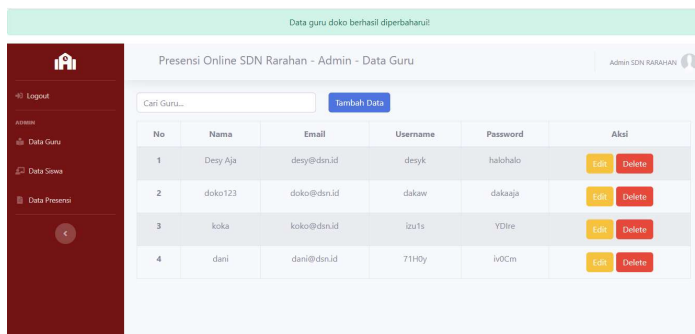 Data guru doko berhasil diperbaharui!
Presensi Online SDN Rarahan - Admin - Data Guru
Admin SDN RARAHAN
Logout
ADMIN
Data Guru
Data Siswa
Data Presensi
Cari Guru...
Tambah Data
No Nama Email Username Password Aksi
1 Desy Aja desy@dsn.id desyk halohalo Edit Delete
2 doko123 doko@dsn.id dakaw dakaaja Edit Delete
3 koka koko@dsn.id izu1s YDIre Edit Delete
4 dani dani@dsn.id 71H0y iv0Cm Edit Delete